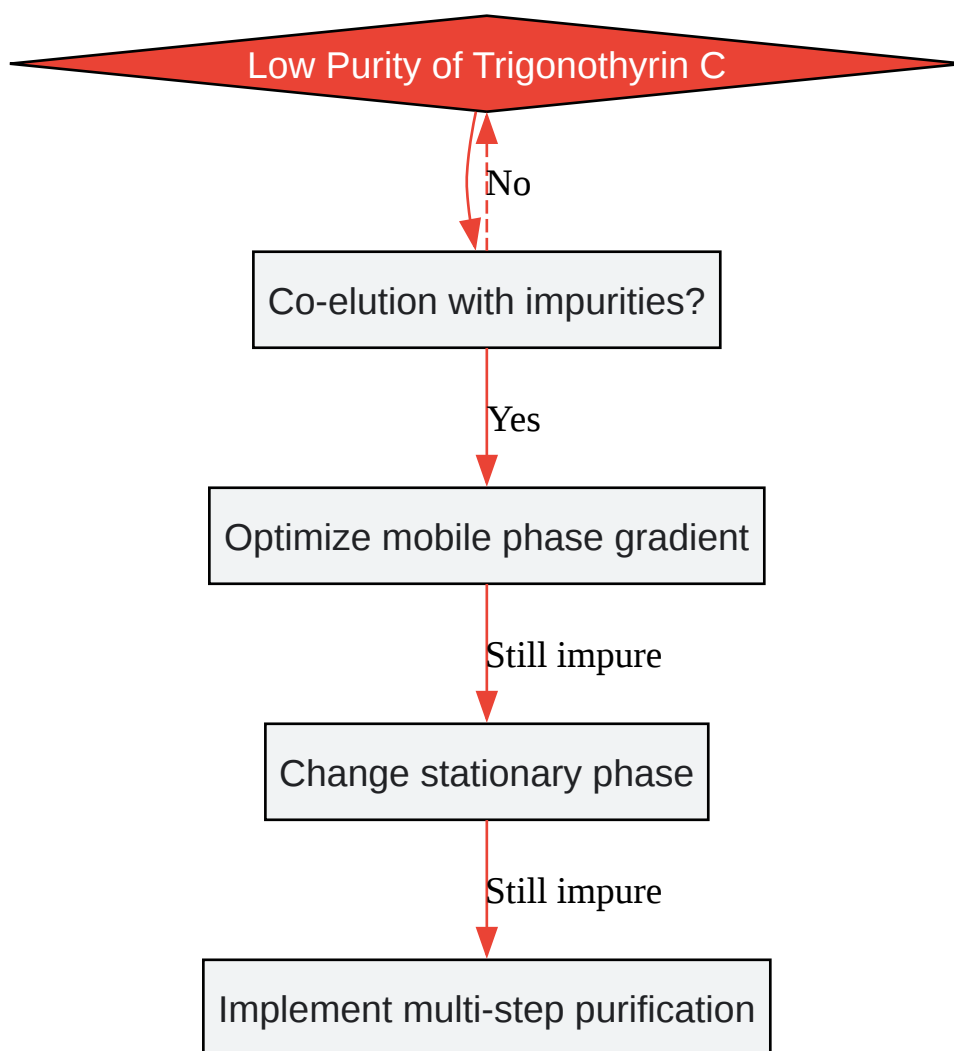 Low Purity of Trigonothyrin C
No
Co-elution with impurities?
Yes
Optimize mobile phase gradient
Still impure
Change stationary phase
Still impure
Implement multi-step purification